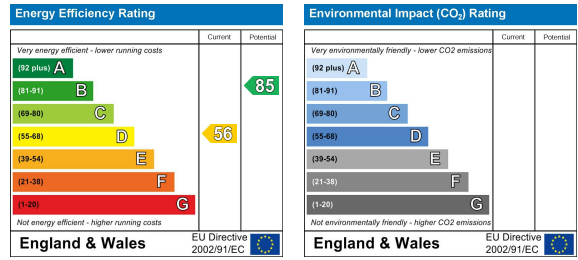 Energy Efficiency Rating
Current Potential
Very energy efficient - lower running costs
(92 plus) A
(81-91) B
(69-80) C
(55-68) D
(39-54) E
(21-38) F
(1-20) G
56
85
Not energy efficient - higher running costs
England & Wales
EU Directive
2002/91/EC
Environmental Impact (CO₂) Rating
Current Potential
Very environmentally friendly - lower CO2 emissions
(92 plus) A
(81-91) B
(69-80) C
(55-68) D
(39-54) E
(21-38) F
(1-20) G
Not environmentally friendly - higher CO2 emissions
England & Wales
EU Directive
2002/91/EC